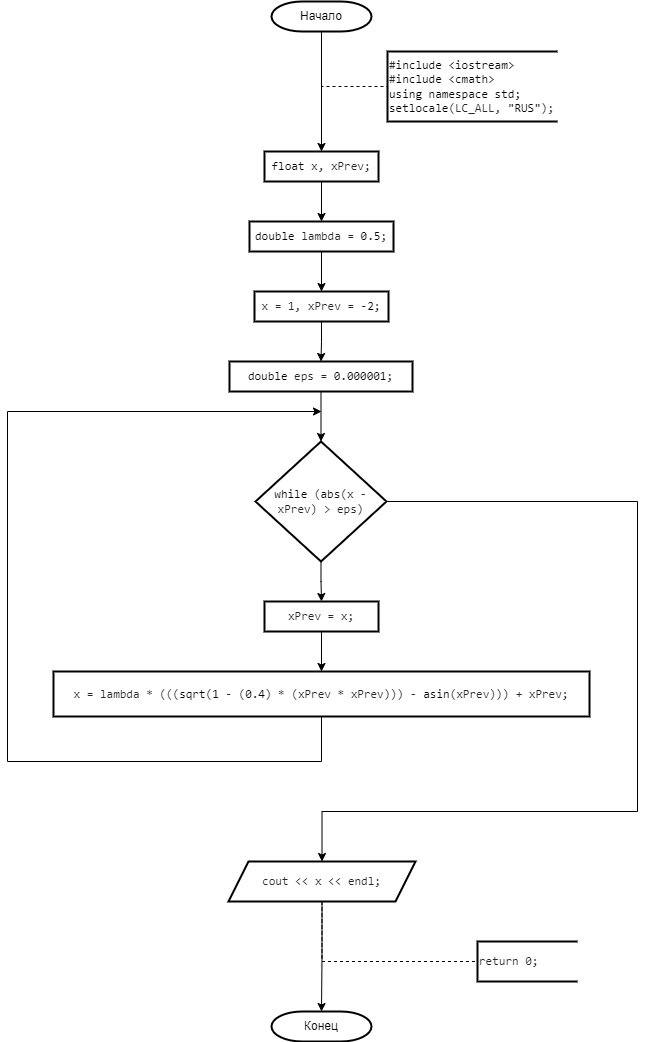 Начало
#include <iostream>
#include <cmath>
using namespace std;
setlocale(LC_ALL, "RUS");
float x, xPrev;
double lambda = 0.5;
x = 1, xPrev = -2;
double eps = 0.000001;
while (abs(x -
xPrev) > eps)
xPrev = x;
x = lambda * (((sqrt(1 - (0.4) * (xPrev * xPrev))) - asin(xPrev))) + xPrev;
cout << x << endl;
return 0;
Конец